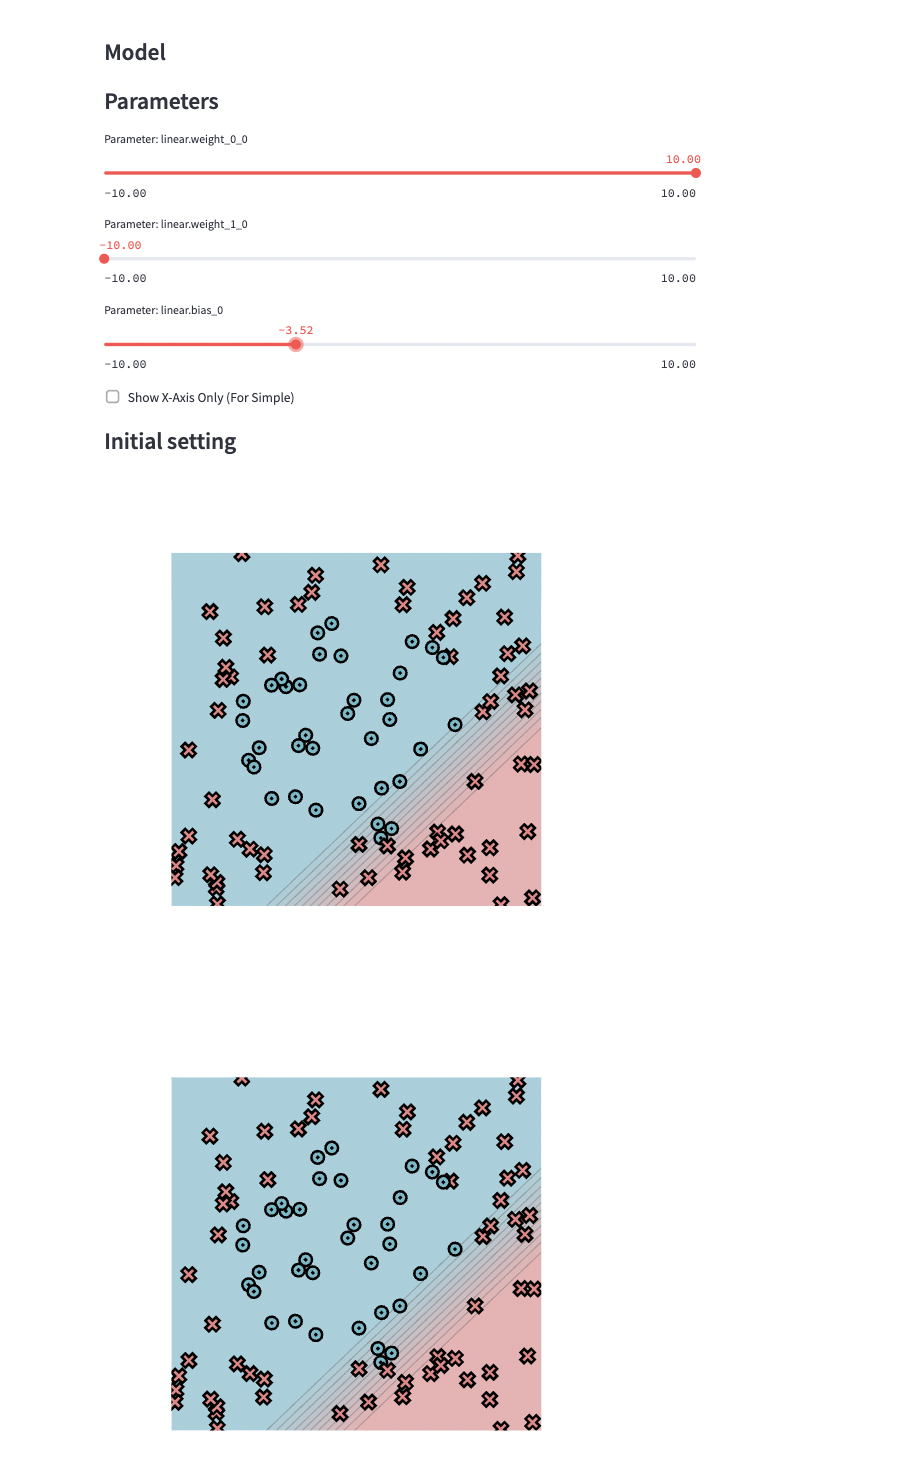 Model
Parameters
Parameter: linear.weight_0_0
10.00
-10.00 10.00
Parameter: linear.weight_1_0
-10.00
-10.00 10.00
Parameter: linear.bias_0
-3.52
-10.00 10.00
Show X-Axis Only (For Simple)
Initial setting